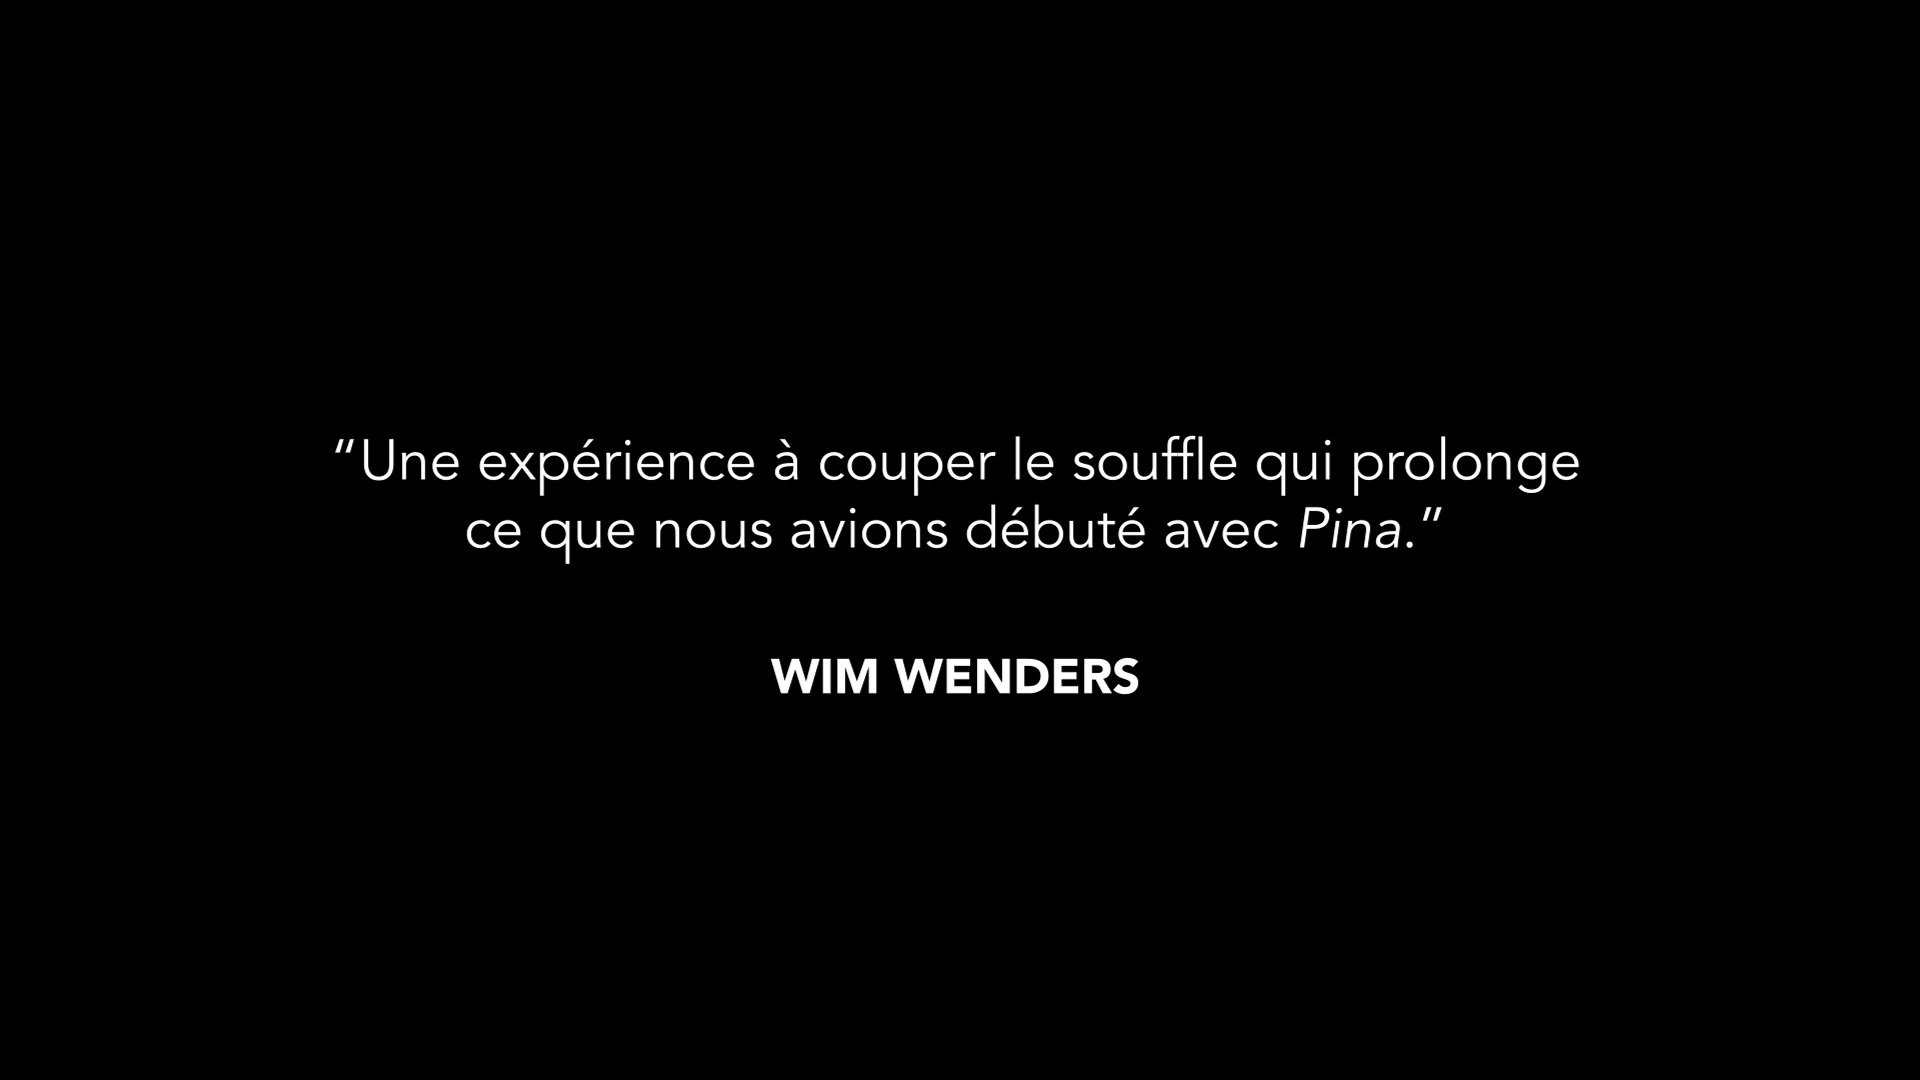 “Une expérience à couper le souffle qui prolonge
ce que nous avions débuté avec Pina.”
WIM WENDERS